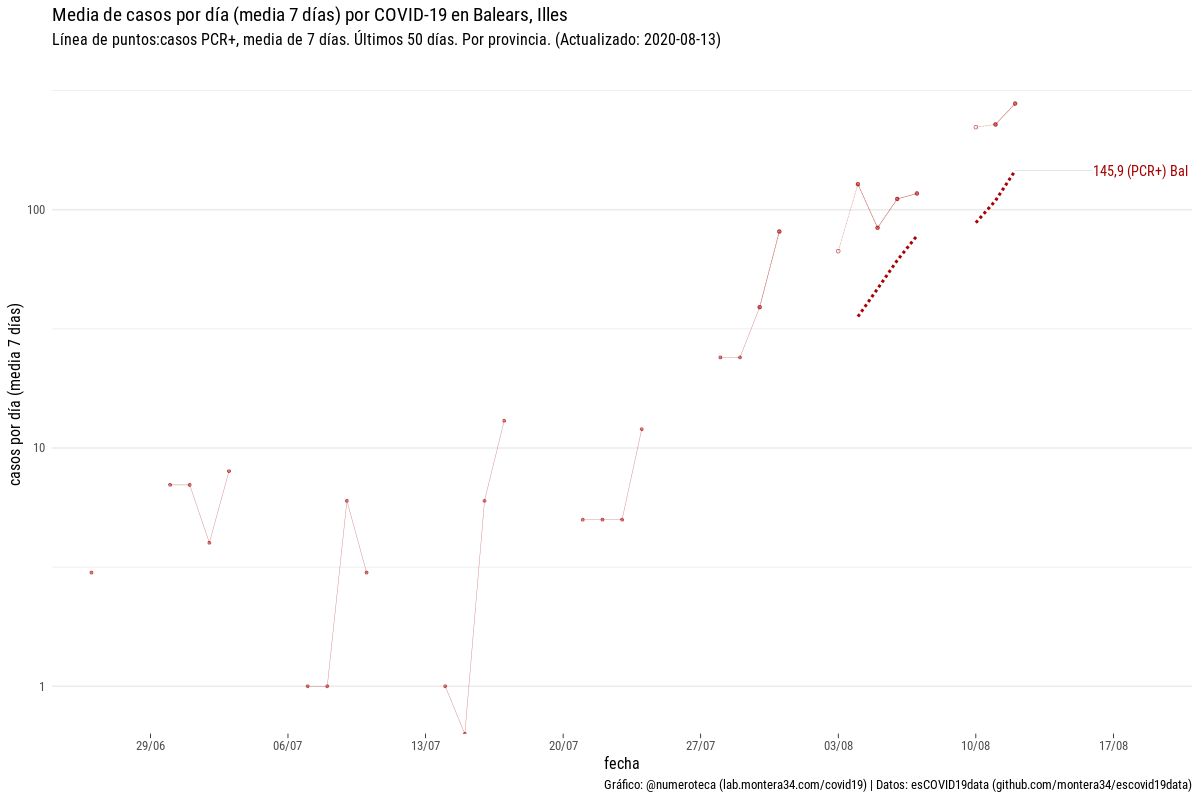 Media de casos por día (media 7 días) por COVID-19 en Balears, Illes
Línea de puntos:casos PCR+, media de 7 días. Últimos 50 días. Por provincia. (Actualizado: 2020-08-13)
casos por día (media 7 días)
100
10
1
145,9 (PCR+) Bal
29/06
06/07
13/07
20/07
27/07
03/08
10/08
17/08
fecha
Gráfico: @numeroteca (lab.montera34.com/covid19) | Datos: esCOVID19data (github.com/montera34/escovid19data)